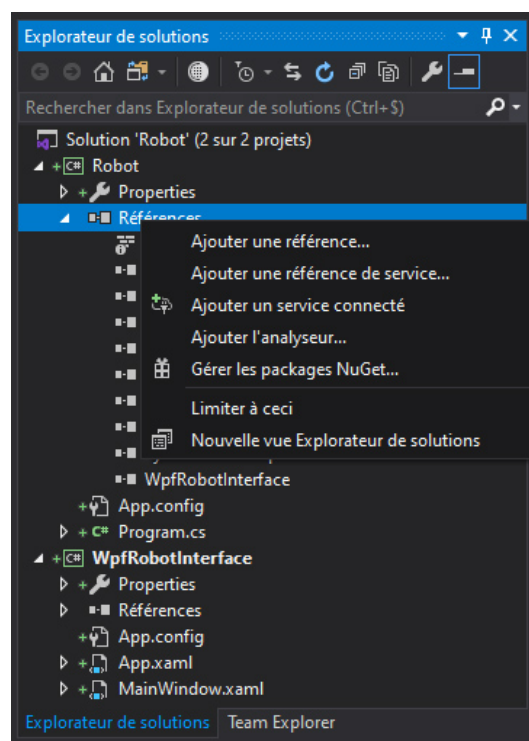 Explorateur de solutions
Rechercher dans Explorateur de solutions (Ctrl+$)
Solution 'Robot' (2 sur 2 projets)
C# Robot
Properties
Références
Ajouter une référence...
Ajouter une référence de service...
Ajouter un service connecté
Ajouter l'analyseur...
Gérer les packages NuGet...
Limiter à ceci
Nouvelle vue Explorateur de solutions
WpfRobotInterface
App.config
C# Program.cs
C# WpfRobotInterface
Properties
Références
App.config
App.xaml
MainWindow.xaml
Explorateur de solutions Team Explorer